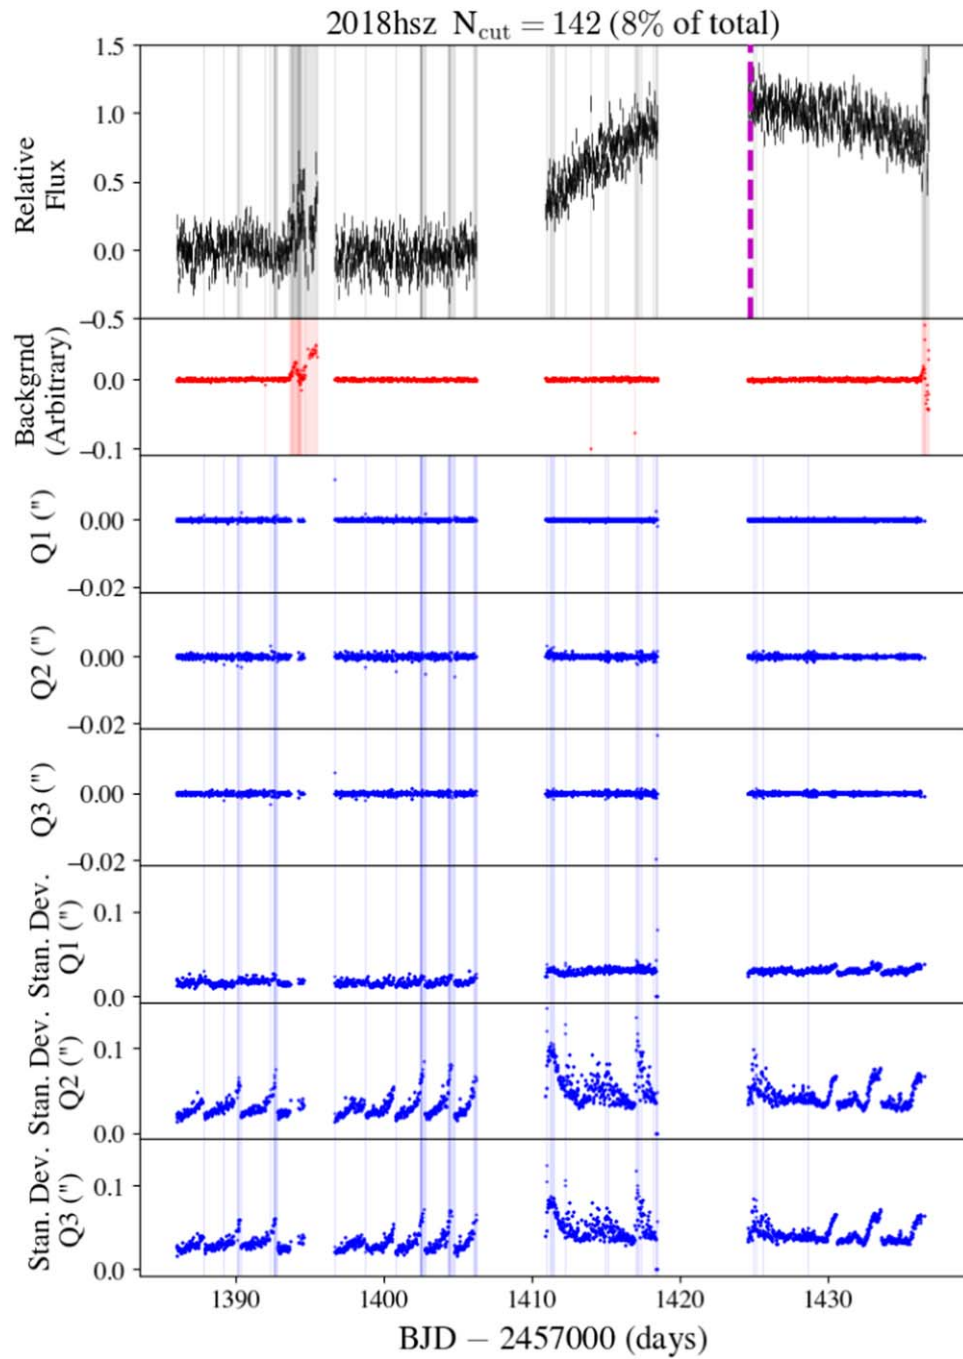 2018hsz N_cut = 142 (8% of total)
1.5
1.0
0.5
0.0
−0.5
Relative
Flux
0.0
−0.1
Backgrnd
(Arbitrary)
0.00
−0.02
Q1 (")
0.00
−0.02
Q2 (")
0.00
−0.02
Q3 (")
0.1
0.0
Stan. Dev.
Q1 (")
0.1
0.0
Stan. Dev.
Q2 (")
0.1
0.0
Stan. Dev.
Q3 (")
1390 1400 1410 1420 1430
BJD − 2457000 (days)